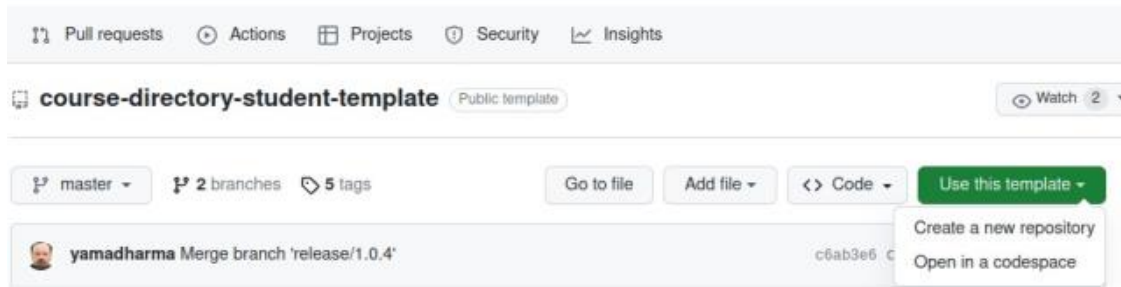 Pull requests Actions Projects Security Insights
course-directory-student-template Public template Watch 2
master 2 branches 5 tags Go to file Add file <> Code Use this template
Create a new repository
yamadharma Merge branch 'release/1.0.4' c6ab3e6
Open in a codespace